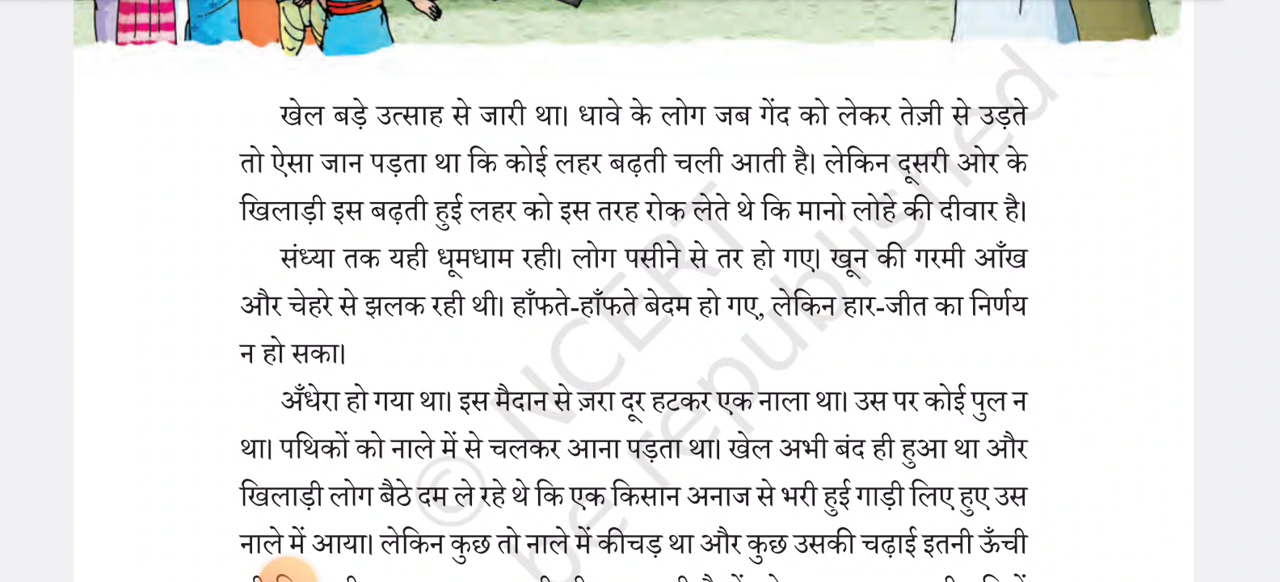 खेल बड़े उत्साह से जारी था। धावे के लोग जब गेंद को लेकर तेज़ी से उड़ते
तो ऐसा जान पड़ता था कि कोई लहर बढ़ती चली आती है। लेकिन दूसरी ओर के
खिलाड़ी इस बढ़ती हुई लहर को इस तरह रोक लेते थे कि मानो लोहे की दीवार है।
संध्या तक यही धूमधाम रही। लोग पसीने से तर हो गए। खून की गरमी आँख
और चेहरे से झलक रही थी। हाँफते-हाँफते बेदम हो गए, लेकिन हार-जीत का निर्णय
न हो सका।
अँधेरा हो गया था। इस मैदान से ज़रा दूर हटकर एक नाला था। उस पर कोई पुल न
था। पथिकों को नाले में से चलकर आना पड़ता था। खेल अभी बंद ही हुआ था और
खिलाड़ी लोग बैठे दम ले रहे थे कि एक किसान अनाज से भरी हुई गाड़ी लिए हुए उस
नाले में आया। लेकिन कुछ तो नाले में कीचड़ था और कुछ उसकी चढ़ाई इतनी ऊँची
© NCERT
be republished